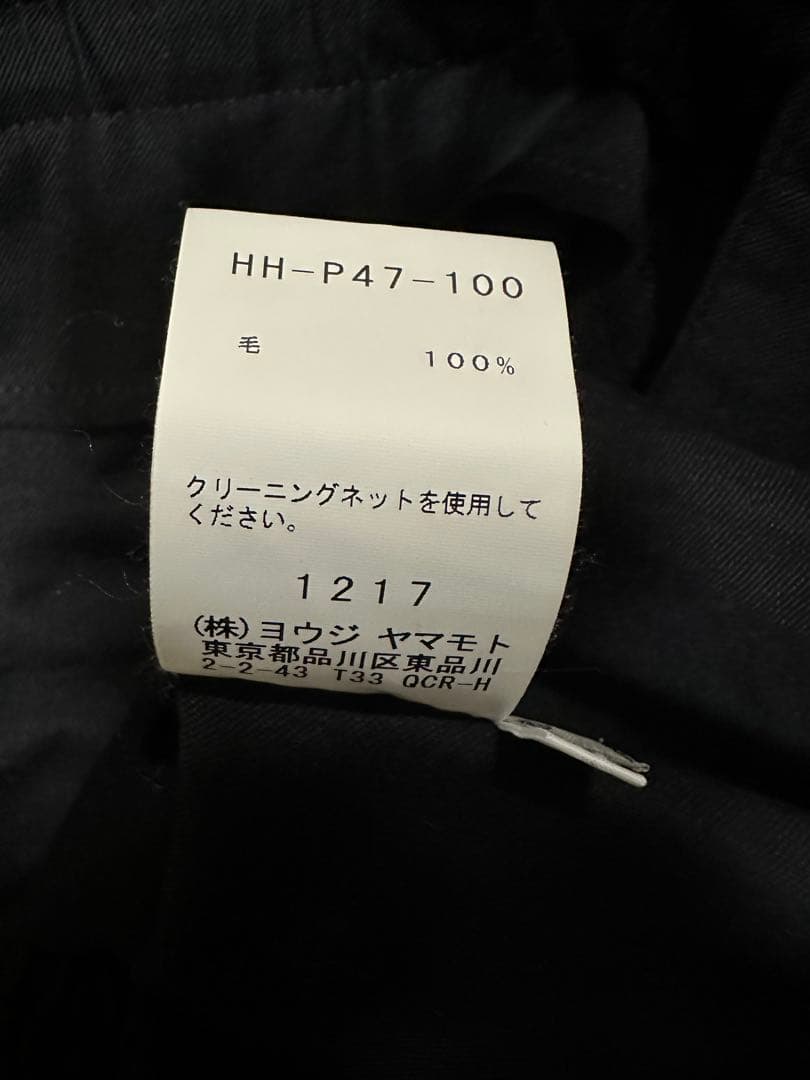 HH-P47-100
毛 100%
クリーニングネットを使用して
ください。
1217
(株)ヨウジ ヤマモト
東京都品川区東品川
2-2-43 T33 QCR-H